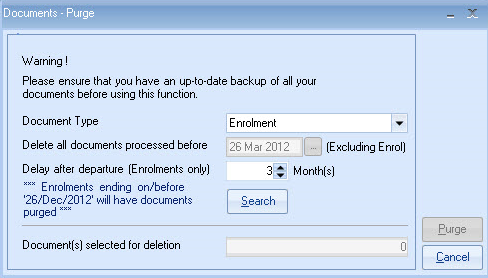 Documents - Purge
Warning !
Please ensure that you have an up-to-date backup of all your
documents before using this function.
Document Type
Enrolment
Delete all documents processed before
26 Mar 2012
...
(Excluding Enrol)
Delay after departure (Enrolments only)
3
Month(s)
*** Enrolments ending on/before
'26/Dec/2012' will have documents
purged ***
Search
Document(s) selected for deletion
0
Purge
Cancel